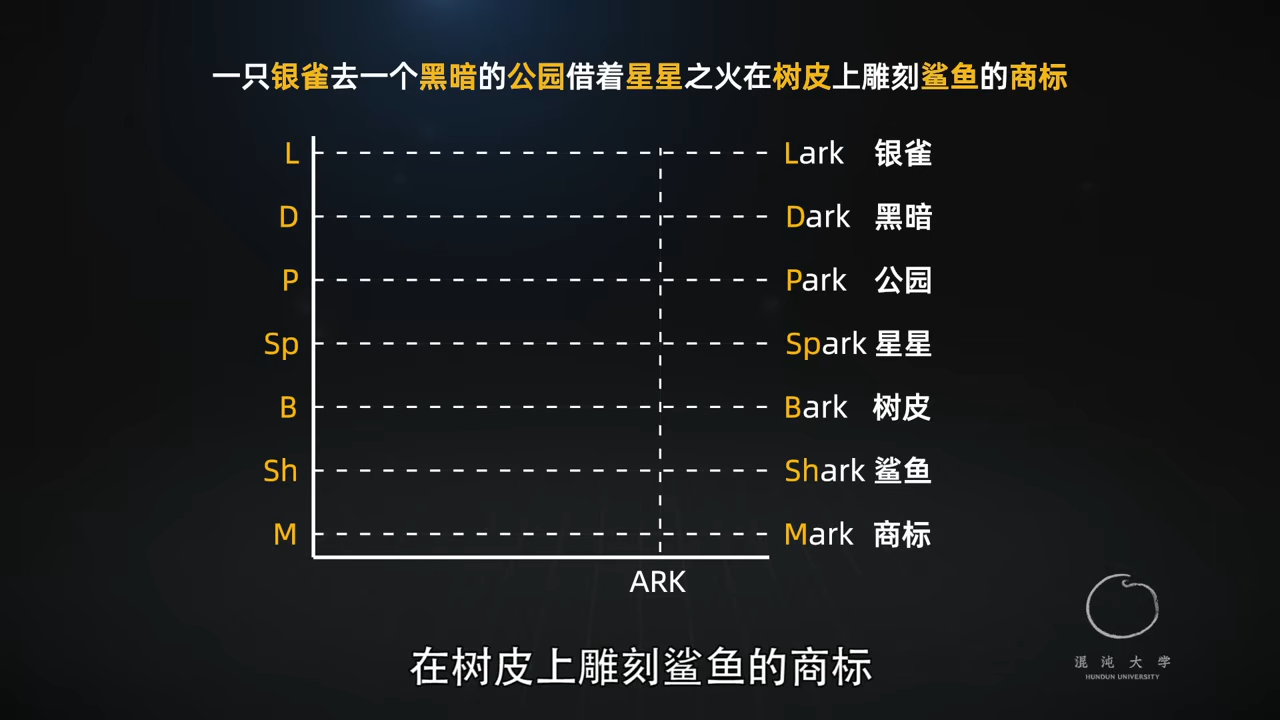 一只银雀去一个黑暗的公园借着星星之火在树皮上雕刻鲨鱼的商标
L Lark 银雀
D Dark 黑暗
P Park 公园
Sp Spark 星星
B Bark 树皮
Sh Shark 鲨鱼
M Mark 商标
ARK
在树皮上雕刻鲨鱼的商标
混沌大学
HUNDUN UNIVERSITY